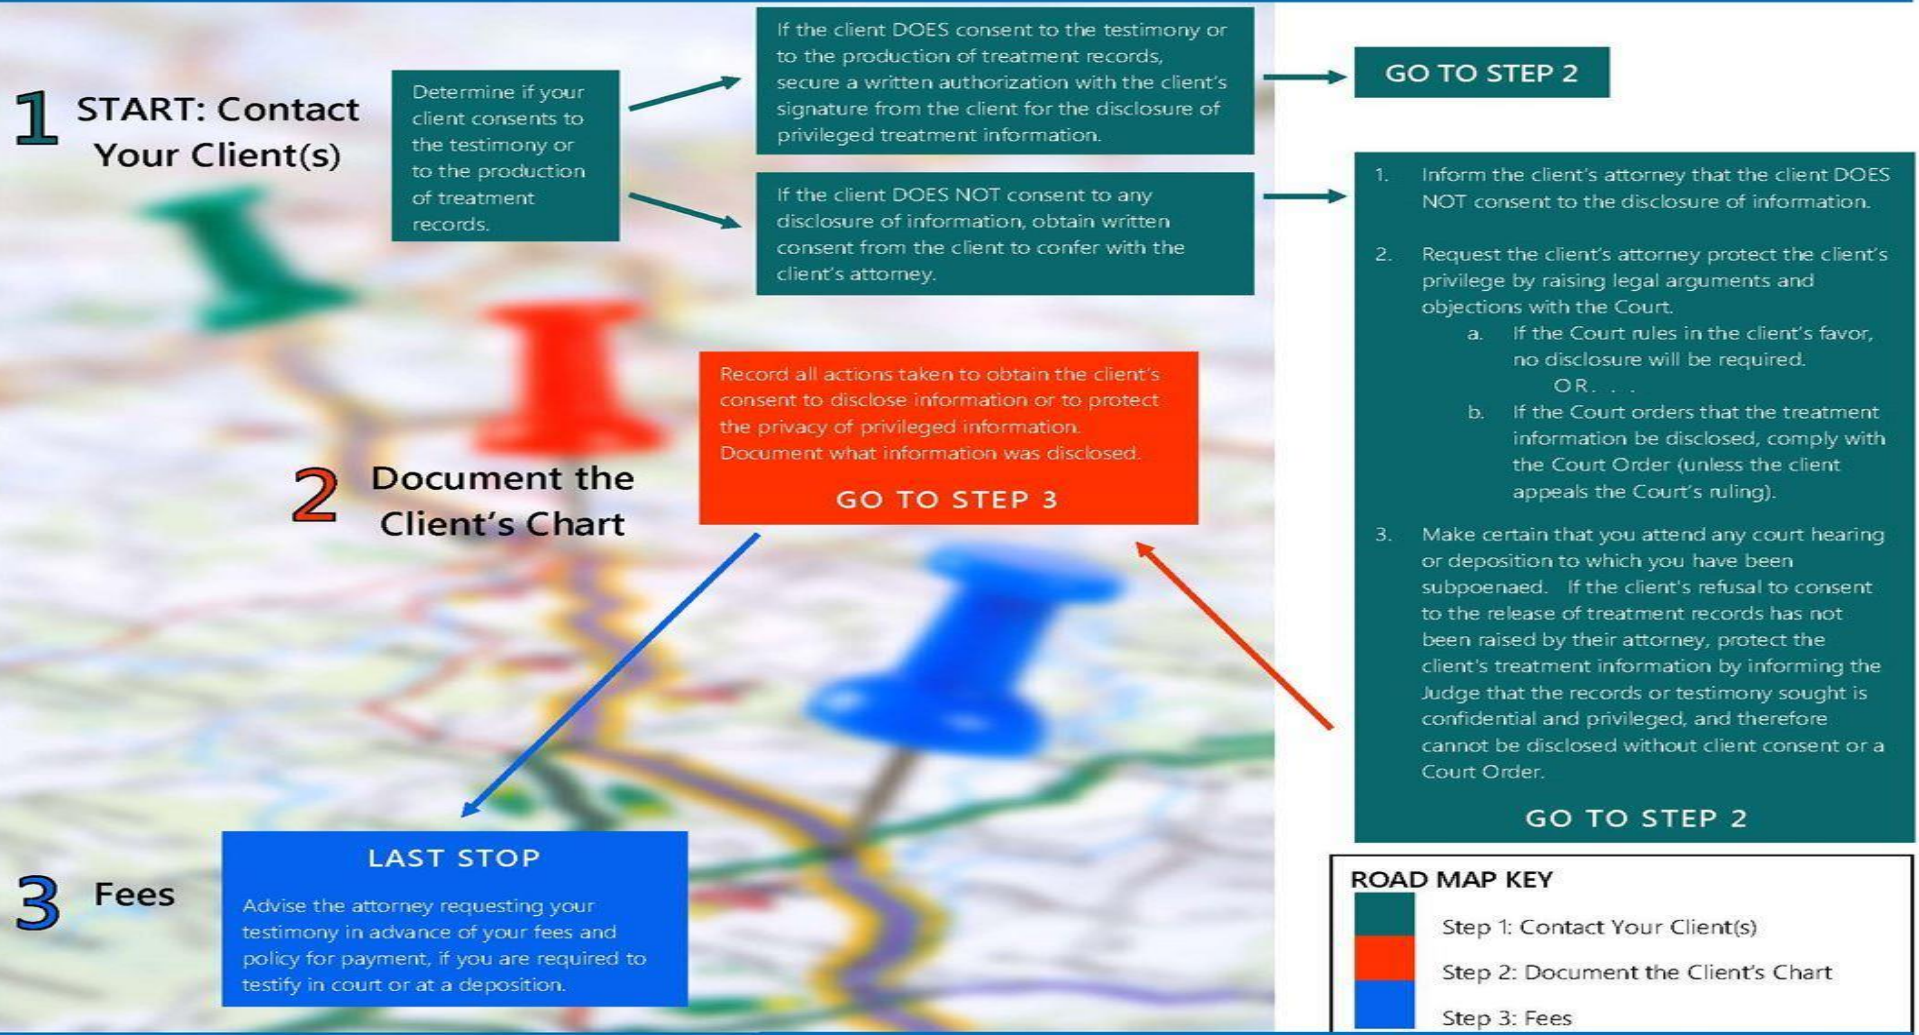 1
START: Contact
Your Client(s)
Determine if your
client consents to
the testimony or
to the production
of treatment
records.
If the client DOES consent to the testimony or
to the production of treatment records,
secure a written authorization with the client's
signature from the client for the disclosure of
privileged treatment information.
GO TO STEP 2
If the client DOES NOT consent to any
disclosure of information, obtain written
consent from the client to confer with the
client's attorney.
1. Inform the client's attorney that the client DOES
NOT consent to the disclosure of information.
2. Request the client's attorney protect the client's
privilege by raising legal arguments and
objections with the Court.
a. If the Court rules in the client's favor,
no disclosure will be required.
OR. . .
b. If the Court orders that the treatment
information be disclosed, comply with
the Court Order (unless the client
appeals the Court's ruling).
3. Make certain that you attend any court hearing
or deposition to which you have been
subpoenaed. If the client's refusal to consent
to the release of treatment records has not
been raised by their attorney, protect the
client's treatment information by informing the
Judge that the records or testimony sought is
confidential and privileged, and therefore
cannot be disclosed without client consent or a
Court Order.
GO TO STEP 2
2
Document the
Client's Chart
Record all actions taken to obtain the client's
consent to disclose information or to protect
the privacy of privileged information.
Document what information was disclosed.
GO TO STEP 3
3
Fees
LAST STOP
Advise the attorney requesting your
testimony in advance of your fees and
policy for payment, if you are required to
testify in court or at a deposition.
ROAD MAP KEY
Step 1: Contact Your Client(s)
Step 2: Document the Client's Chart
Step 3: Fees